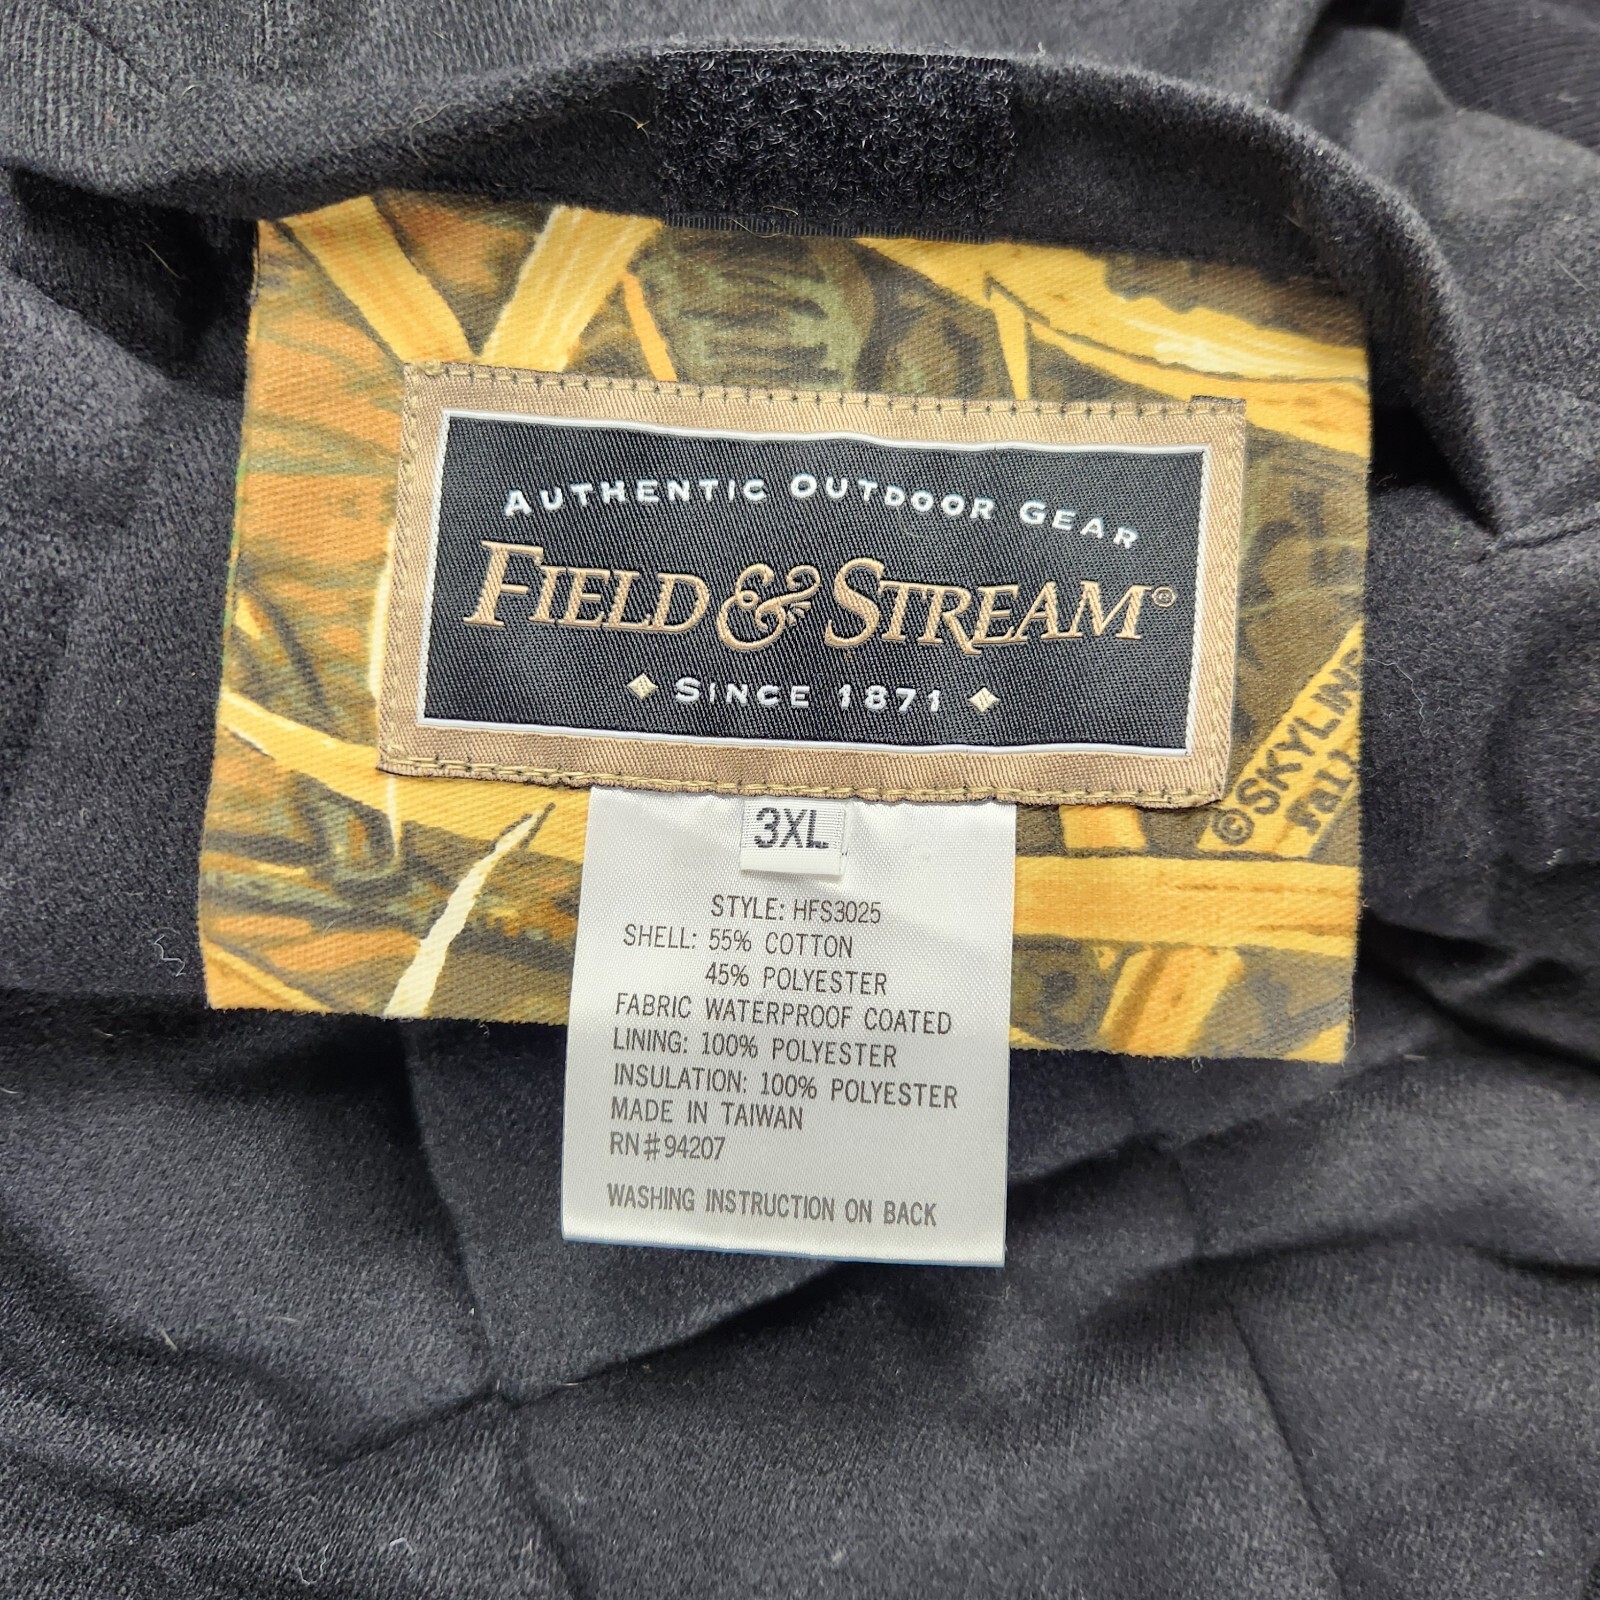 AUTHENTIC OUTDOOR GEAR
FIELD & STREAM®
SINCE 1871
©SKYLINE
Fall
3XL
STYLE: HFS3025
SHELL: 55% COTTON
45% POLYESTER
FABRIC WATERPROOF COATED
LINING: 100% POLYESTER
INSULATION: 100% POLYESTER
MADE IN TAIWAN
RN#94207
WASHING INSTRUCTION ON BACK